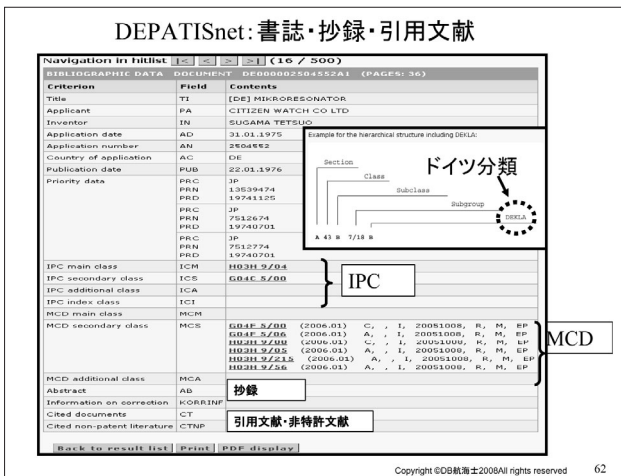 DEPATISnet:書誌・抄録・引用文献
Navigation in hitlist |< < > >| (16 / 500)
BIBLIOGRAPHIC DATA DOCUMENT DE000002504552A1 (PAGES: 36)
Criterion Field Contents
Title TI [DE] MIKRORESONATOR
Applicant PA CITIZEN WATCH CO LTD
Inventor IN SUGAMA TETSUO
Application date AD 31.01.1975
Application number AN 2504552
Country of application AC DE
Publication date PUB 22.01.1976
Priority data PRC JP
PRN 13539474
PRD 19741125
PRC JP
PRN 7512674
PRD 19740701
PRC JP
PRN 7512774
PRD 19740701
Example for the hierarchical structure including DEKLA:
Section
Class
Subclass
Subgroup
DEKLA
A 43 B 7/18 B
ドイツ分類
IPC main class ICM H03H 9/04
IPC secondary class ICS G04C 5/00
IPC additional class ICA
IPC index class ICI
IPC
MCD main class MCM
MCD secondary class MCS G04F 5/00 (2006.01) C, , I, 20051008, R, M, EP
G04F 5/06 (2006.01) A, , I, 20051008, R, M, EP
H03H 9/00 (2006.01) C, , I, 20051008, R, M, EP
H03H 9/05 (2006.01) A, , I, 20051008, R, M, EP
H03H 9/215 (2006.01) A, , I, 20051008, R, M, EP
H03H 9/56 (2006.01) A, , I, 20051008, R, M, EP
MCD
MCD additional class MCA
Abstract AB
抄録
Information on correction KORRINF
Cited documents CT
Cited non-patent literature CTNP
引用文献・非特許文献
Back to result list Print PDF display
Copyright ©DB航海士2008All rights reserved 62